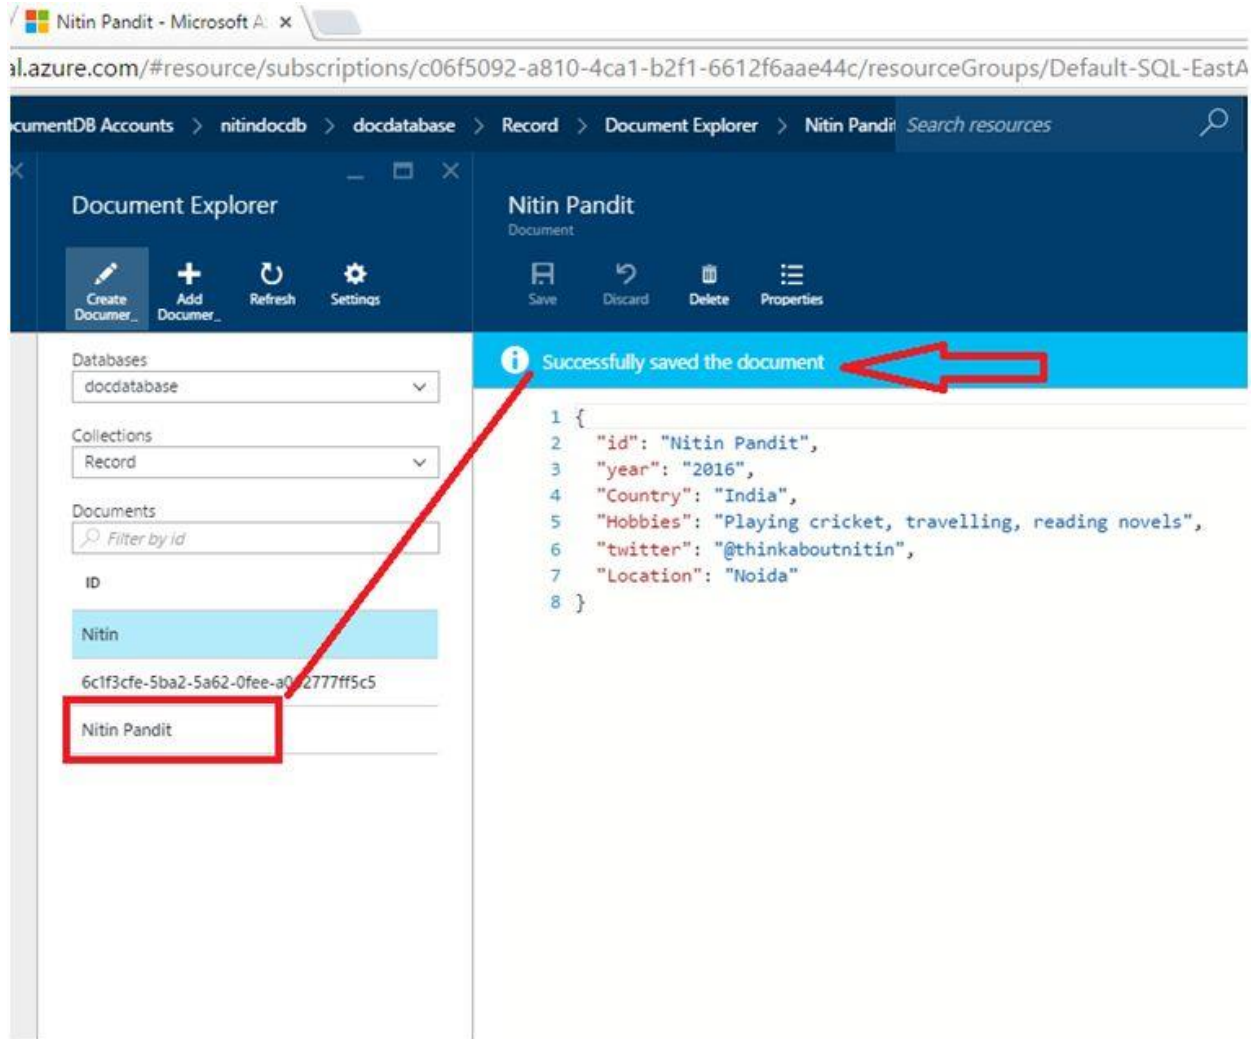 Nitin Pandit - Microsoft A
al.azure.com/#resource/subscriptions/c06f5092-a810-4ca1-b2f1-6612f6aae44c/resourceGroups/Default-SQL-EastA
cumentDB Accounts > nitindocdb > docdatabase > Record > Document Explorer > Nitin Pandit Search resources
Document Explorer
Create Documer_
Add Documer_
Refresh
Settings
Databases
docdatabase
Collections
Record
Documents
Filter by id
ID
Nitin
6c1f3cfe-5ba2-5a62-0fee-
Nitin Pandit
Nitin Pandit
Document
Save
Discard
Delete
Properties
Successfully saved the document
1 {
2 "id": "Nitin Pandit",
3 "year": "2016",
4 "Country": "India",
5 "Hobbies": "Playing cricket, travelling, reading novels",
6 "twitter": "@thinkaboutnitin",
7 "Location": "Noida"
8 }